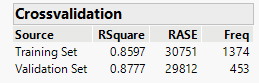 Crossvalidation
Source RSquare RASE Freq
Training Set 0.8597 30751 1374
Validation Set 0.8777 29812 453